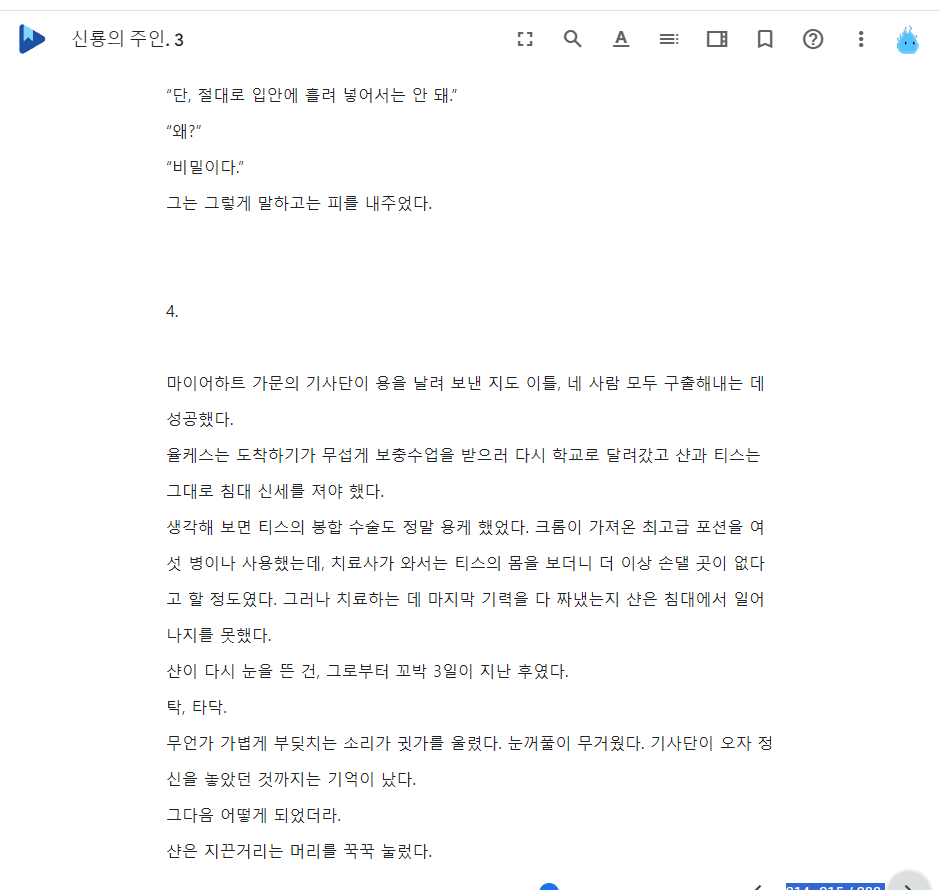 신룡의 주인. 3
“단, 절대로 입안에 흘려 넣어서는 안 돼.”
“왜?”
“비밀이다.”
그는 그렇게 말하고는 피를 내주었다.
4.
마이어하트 가문의 기사단이 용을 날려 보낸 지도 이틀, 네 사람 모두 구출해내는 데
성공했다.
율케스는 도착하기가 무섭게 보충수업을 받으러 다시 학교로 달려갔고 샨과 티스는
그대로 침대 신세를 져야 했다.
생각해 보면 티스의 봉합 수술도 정말 용케 했었다. 크롬이 가져온 최고급 포션을 여
섯 병이나 사용했는데, 치료사가 와서는 티스의 몸을 보더니 더 이상 손댈 곳이 없다
고 할 정도였다. 그러나 치료하는 데 마지막 기력을 다 짜냈는지 샨은 침대에서 일어
나지를 못했다.
샨이 다시 눈을 뜬 건, 그로부터 꼬박 3일이 지난 후였다.
탁, 타닥.
무언가 가볍게 부딪치는 소리가 귓가를 울렸다. 눈꺼풀이 무거웠다. 기사단이 오자 정
신을 놓았던 것까지는 기억이 났다.
그다음 어떻게 되었더라.
샨은 지끈거리는 머리를 꾹꾹 눌렀다.